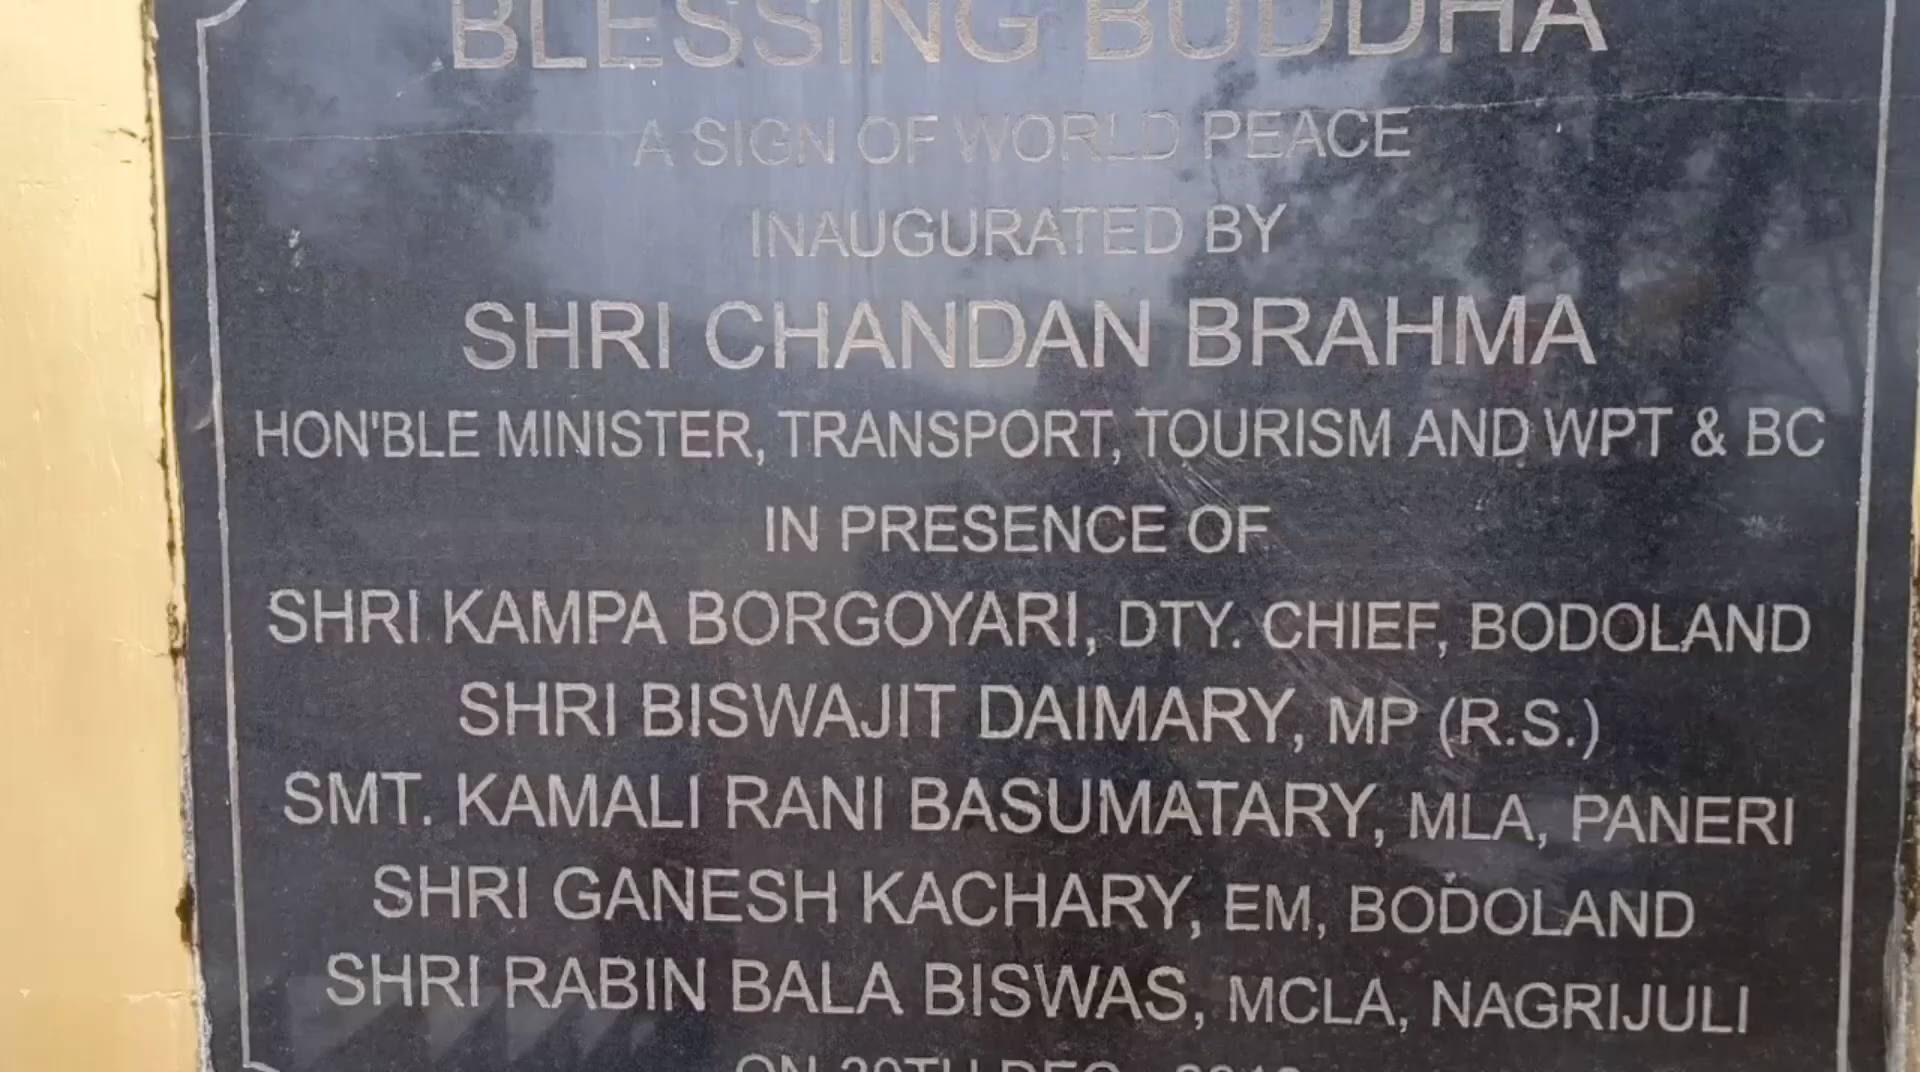 BLESSING BUDDHA
A SIGN OF WORLD PEACE
INAUGURATED BY
SHRI CHANDAN BRAHMA
HON'BLE MINISTER, TRANSPORT, TOURISM AND WPT & BC
IN PRESENCE OF
SHRI KAMPA BORGOYARI, DTY. CHIEF, BODOLAND
SHRI BISWAJIT DAIMARY, MP (R.S.)
SMT. KAMALI RANI BASUMATARY, MLA, PANERI
SHRI GANESH KACHARY, EM, BODOLAND
SHRI RABIN BALA BISWAS, MCLA, NAGRIJULI
ON